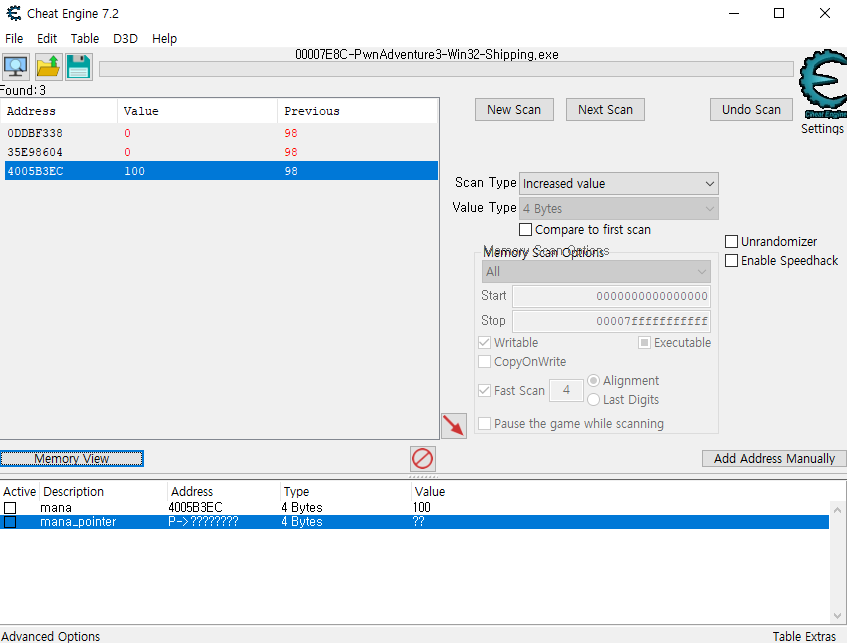 Cheat Engine 7.2
File Edit Table D3D Help
00007E8C-PwnAdventure3-Win32-Shipping.exe
Found:3
Address Value Previous
0DDBF338 0 98
35E98604 0 98
4005B3EC 100 98
New Scan Next Scan Undo Scan
Cheat Engine
Settings
Scan Type Increased value
Value Type 4 Bytes
Compare to first scan
Memory Scan Options
All
Start 0000000000000000
Stop 00007fffffffffff
Writable Executable
CopyOnWrite
Fast Scan 4 Alignment
Last Digits
Pause the game while scanning
Unrandomizer
Enable Speedhack
Memory View Add Address Manually
Active Description Address Type Value
mana 4005B3EC 4 Bytes 100
mana_pointer P->???????? 4 Bytes ??
Advanced Options Table Extras